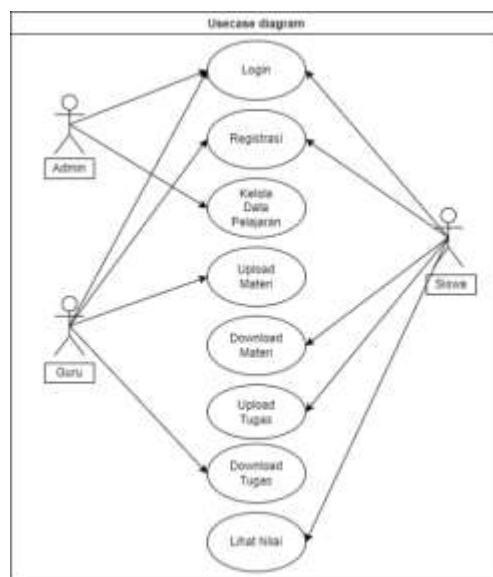 Usecase diagram
Login
Registrasi
Admin
Kelola
Data
Pelajaran
Upload
Materi
Siswa
Download
Materi
Guru
Upload
Tugas
Download
Tugas
Lihat Nilai